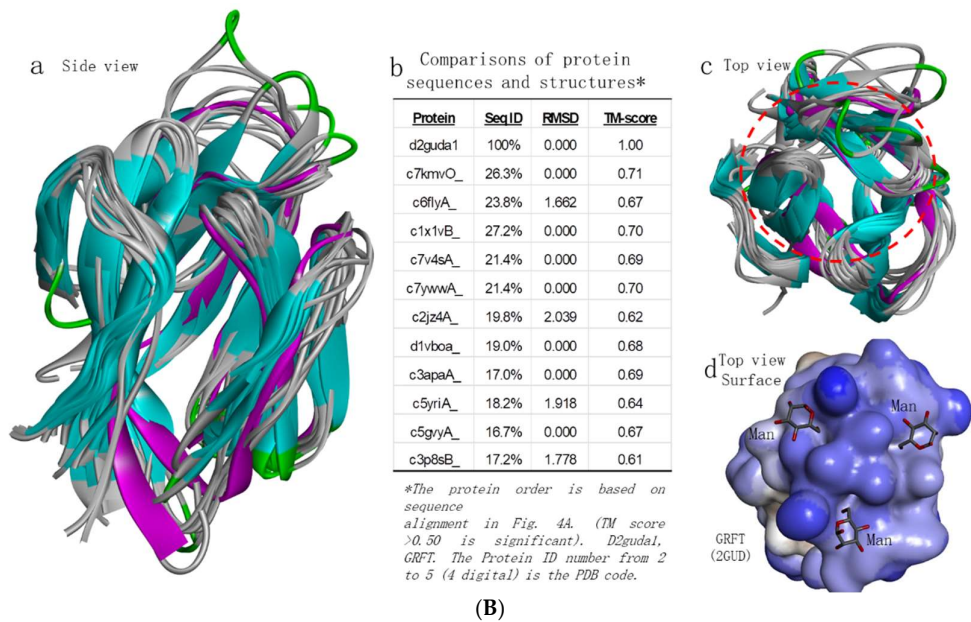 a Side view
b Comparisons of protein
sequences and structures*
Protein Seq ID RMSD TM-score
d2guda1 100% 0.000 1.00
c7kmvO_ 26.3% 0.000 0.71
c6flyA_ 23.8% 1.662 0.67
c1x1vB_ 27.2% 0.000 0.70
c7v4sA_ 21.4% 0.000 0.69
c7ywwA_ 21.4% 0.000 0.70
c2jz4A_ 19.8% 2.039 0.62
d1vboa_ 19.0% 0.000 0.68
c3apaA_ 17.0% 0.000 0.69
c5yriA_ 18.2% 1.918 0.64
c5gvyA_ 16.7% 0.000 0.67
c3p8sB_ 17.2% 1.778 0.61
*The protein order is based on
sequence
alignment in Fig. 4A. (TM score
>0.50 is significant). D2guda1,
GRFT. The Protein ID number from 2
to 5 (4 digital) is the PDB code.
c Top view
d Top view
Surface
Man
Man
Man
GRFT
(2GUD)
(B)